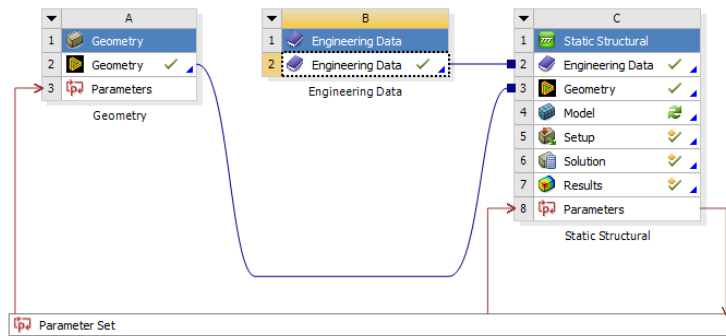 A
1 Geometry
2 Geometry
3 Parameters
Geometry
B
1 Engineering Data
2 Engineering Data
Engineering Data
C
1 Static Structural
2 Engineering Data
3 Geometry
4 Model
5 Setup
6 Solution
7 Results
8 Parameters
Static Structural
Parameter Set